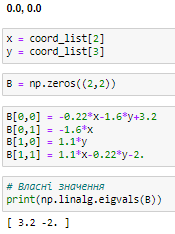 0.0, 0.0
x = coord_list[2]
y = coord_list[3]
B = np.zeros((2,2))
B[0,0] = -0.22*x-1.6*y+3.2
B[0,1] = -1.6*x
B[1,0] = 1.1*y
B[1,1] = 1.1*x-0.22*y-2.
# Власні значення
print(np.linalg.eigvals(B))
[ 3.2 -2. ]